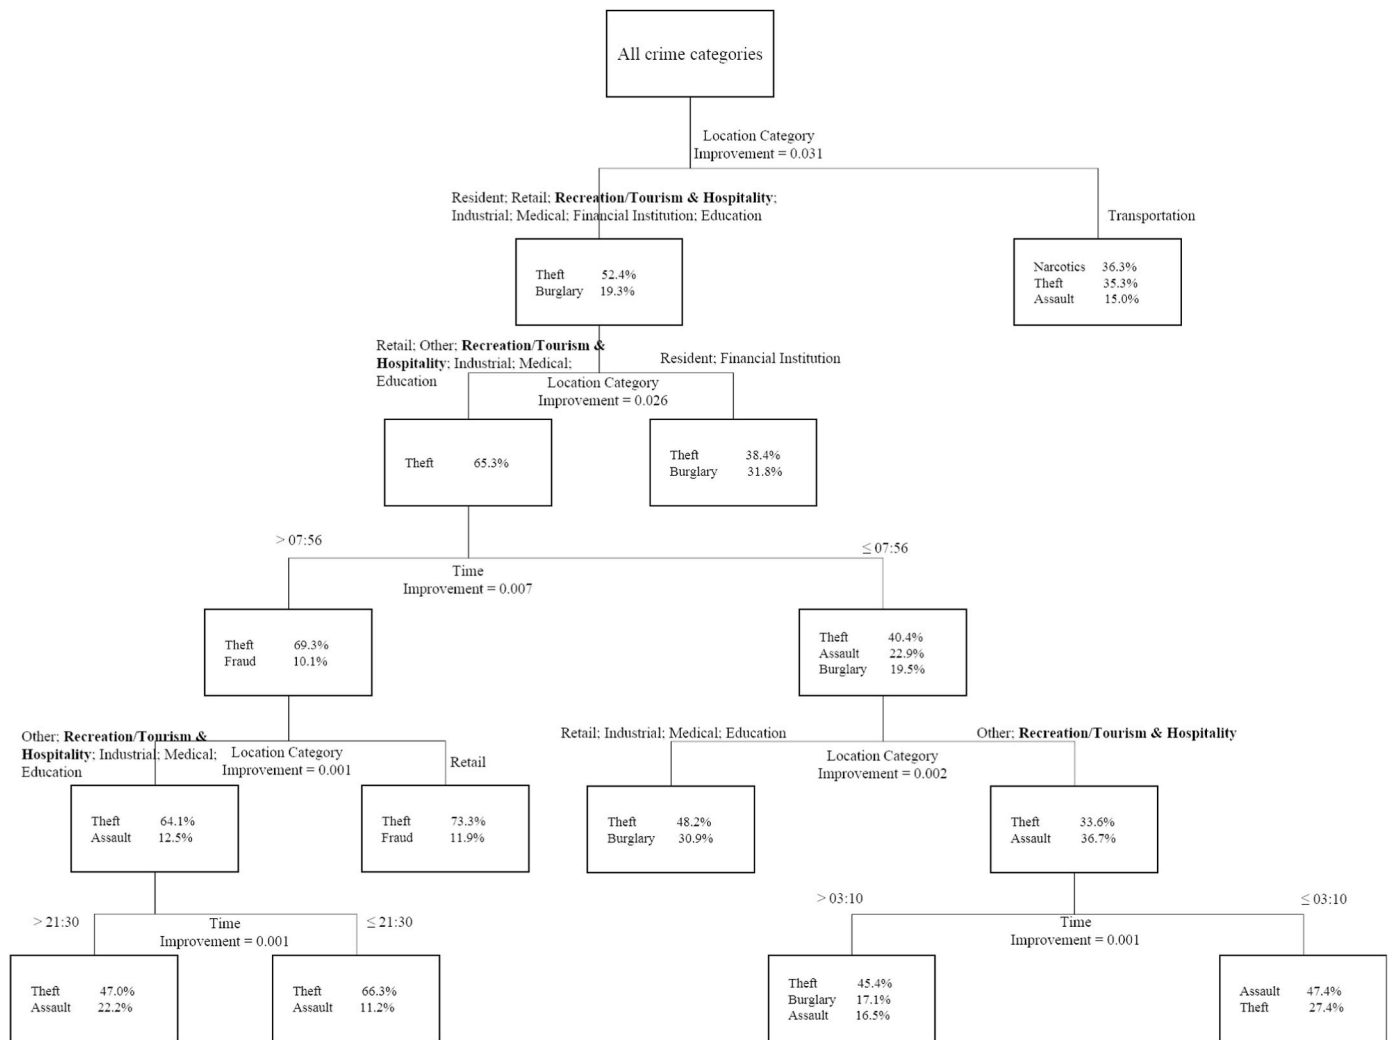 All crime categories
Location Category
Improvement = 0.031
Resident; Retail; Recreation/Tourism & Hospitality;
Industrial; Medical; Financial Institution; Education
Transportation
Theft 52.4%
Burglary 19.3%
Narcotics 36.3%
Theft 35.3%
Assault 15.0%
Retail; Other; Recreation/Tourism &
Hospitality; Industrial; Medical;
Education
Resident; Financial Institution
Location Category
Improvement = 0.026
Theft 65.3%
Theft 38.4%
Burglary 31.8%
> 07:56
≤ 07:56
Time
Improvement = 0.007
Theft 69.3%
Fraud 10.1%
Theft 40.4%
Assault 22.9%
Burglary 19.5%
Other; Recreation/Tourism &
Hospitality; Industrial; Medical;
Education
Location Category
Improvement = 0.001
Retail
Retail; Industrial; Medical; Education
Other; Recreation/Tourism & Hospitality
Location Category
Improvement = 0.002
Theft 64.1%
Assault 12.5%
Theft 73.3%
Fraud 11.9%
Theft 48.2%
Burglary 30.9%
Theft 33.6%
Assault 36.7%
> 21:30
≤ 21:30
Time
Improvement = 0.001
> 03:10
≤ 03:10
Time
Improvement = 0.001
Theft 47.0%
Assault 22.2%
Theft 66.3%
Assault 11.2%
Theft 45.4%
Burglary 17.1%
Assault 16.5%
Assault 47.4%
Theft 27.4%